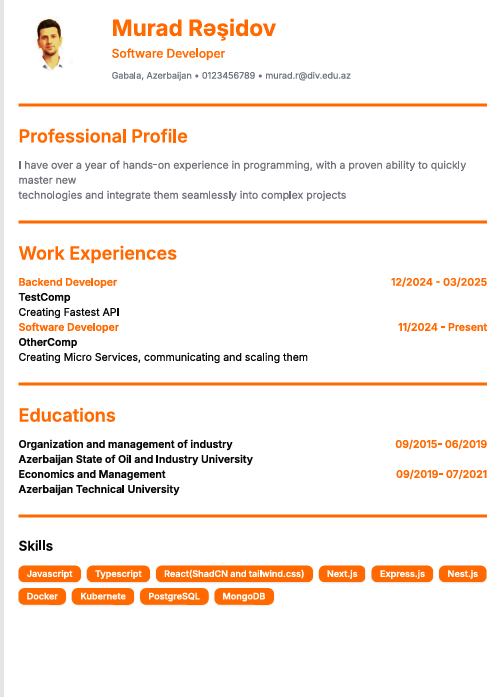 Murad Rəşidov
Software Developer
Gabala, Azerbaijan • 0123456789 • murad.r@div.edu.az
Professional Profile
I have over a year of hands-on experience in programming, with a proven ability to quickly
master new
technologies and integrate them seamlessly into complex projects
Work Experiences
Backend Developer 12/2024 - 03/2025
TestComp
Creating Fastest API
Software Developer 11/2024 - Present
OtherComp
Creating Micro Services, communicating and scaling them
Educations
Organization and management of industry 09/2015- 06/2019
Azerbaijan State of Oil and Industry University
Economics and Management 09/2019- 07/2021
Azerbaijan Technical University
Skills
Javascript Typescript React(ShadCN and tailwind.css) Next.js Express.js Nest.js
Docker Kubernete PostgreSQL MongoDB